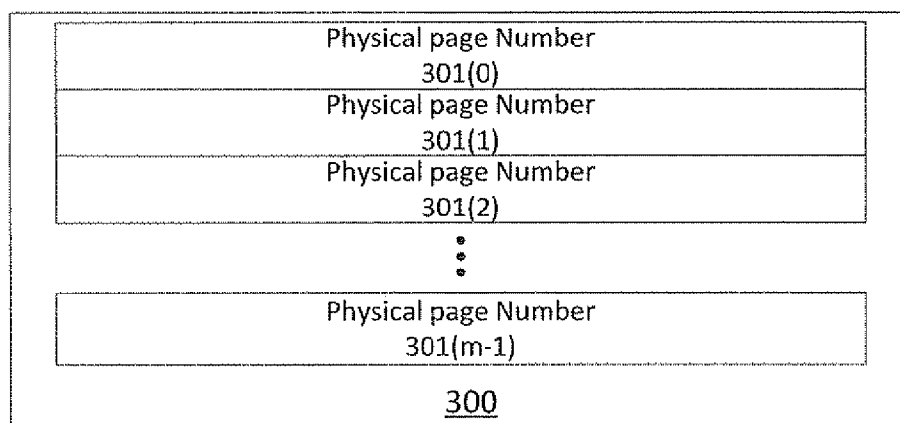 Physical page Number
301(0)
Physical page Number
301(1)
Physical page Number
301(2)
Physical page Number
301(m-1)
300